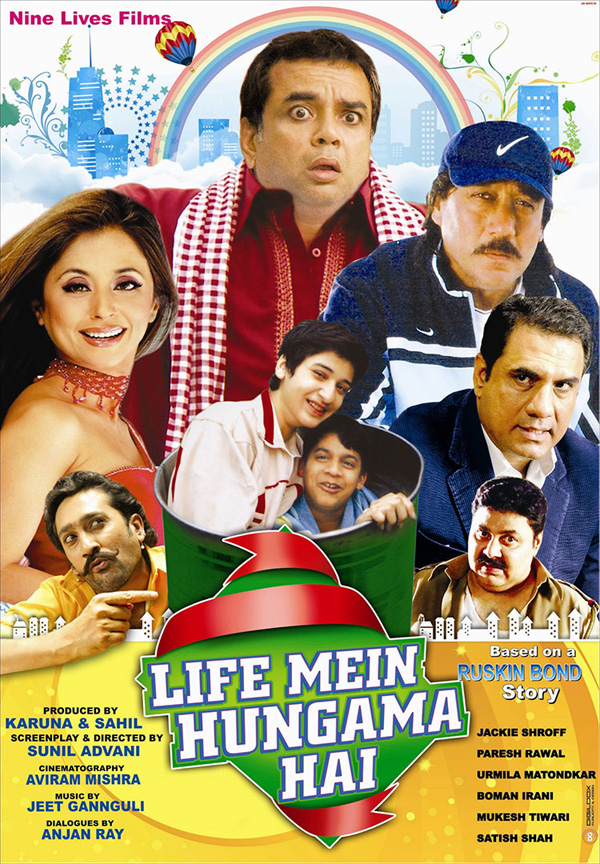 Nine Lives Films
LIFE MEIN
HUNGAMA
HAI
Based on a
RUSKIN BOND
Story
PRODUCED BY
KARUNA & SAHIL
SCREENPLAY & DIRECTED BY
SUNIL ADVANI
CINEMATOGRAPHY
AVIRAM MISHRA
MUSIC BY
JEET GANNGULI
DIALOGUES BY
ANJAN RAY
JACKIE SHROFF
PARESH RAWAL
URMILA MATONDKAR
BOMAN IRANI
MUKESH TIWARI
SATISH SHAH